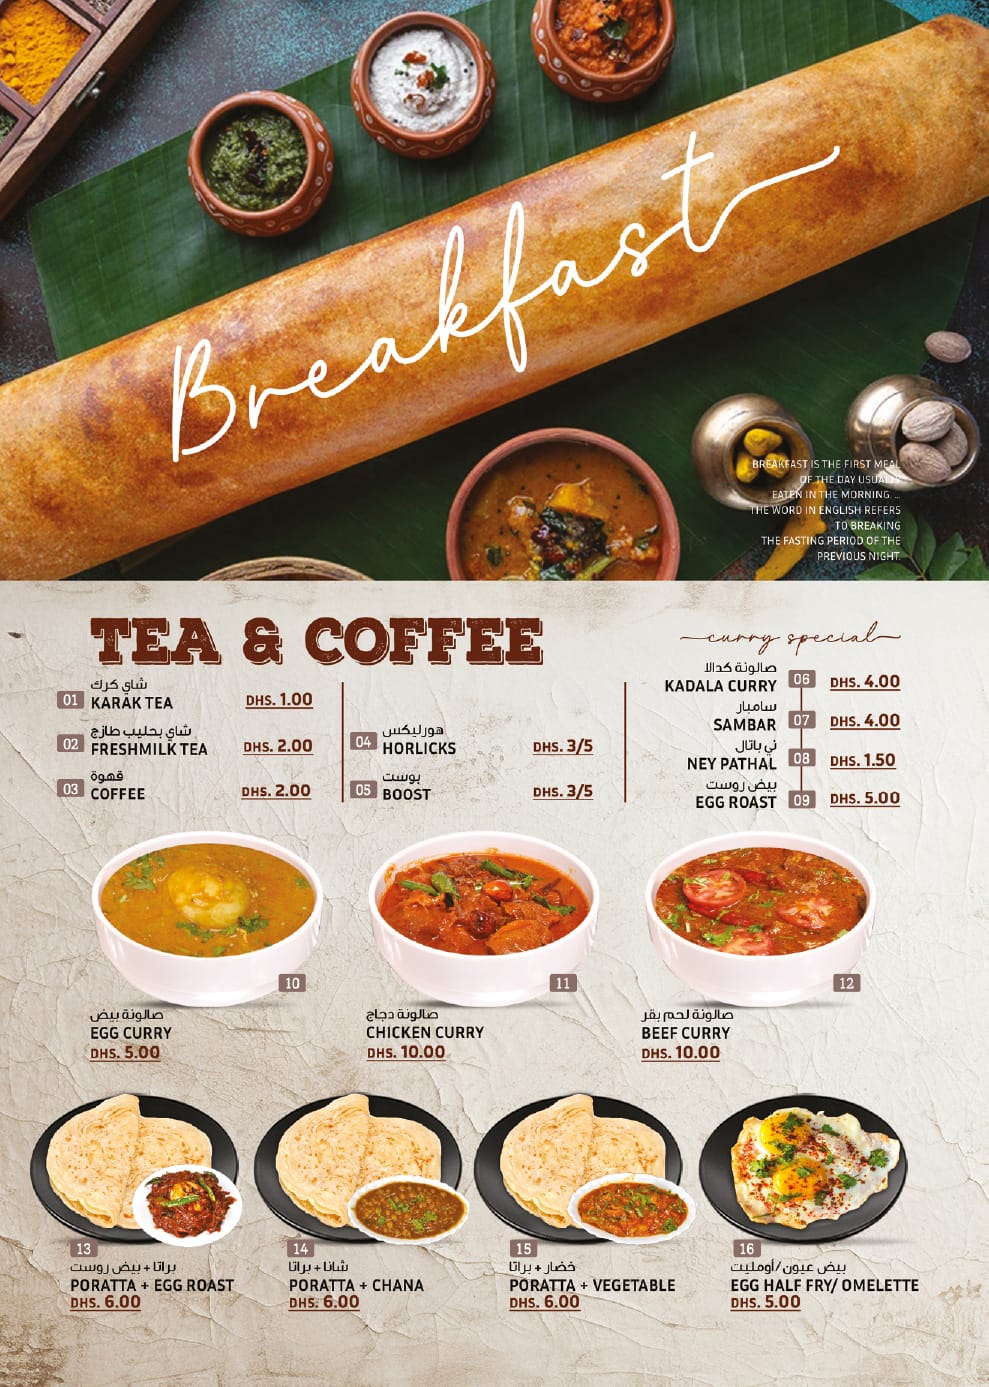 Breakfast
BREAKFAST IS THE FIRST MEAL
OF THE DAY USUALLY
EATEN IN THE MORNING. ...
THE WORD IN ENGLISH REFERS
TO BREAKING
THE FASTING PERIOD OF THE
PREVIOUS NIGHT.
TEA & COFFEE
01
شاي كرك
KARAK TEA
DHS. 1.00
02
شاي بحليب طازج
FRESHMILK TEA
DHS. 2.00
03
قهوة
COFFEE
DHS. 2.00
04
هورليكس
HORLICKS
DHS. 3/5
05
بوست
BOOST
DHS. 3/5
curry special
صالونة كدالا
KADALA CURRY
06
DHS. 4.00
سامبار
SAMBAR
07
DHS. 4.00
ني باتال
NEY PATHAL
08
DHS. 1.50
بيض روست
EGG ROAST
09
DHS. 5.00
10
صالونة بيض
EGG CURRY
DHS. 5.00
11
صالونة دجاج
CHICKEN CURRY
DHS. 10.00
12
صالونة لحم بقر
BEEF CURRY
DHS. 10.00
13
براتا + بيض روست
PORATTA + EGG ROAST
DHS. 6.00
14
شانا + براتا
PORATTA + CHANA
DHS. 6.00
15
خضار + براتا
PORATTA + VEGETABLE
DHS. 6.00
16
بيض عيون /أومليت
EGG HALF FRY/ OMELETTE
DHS. 5.00